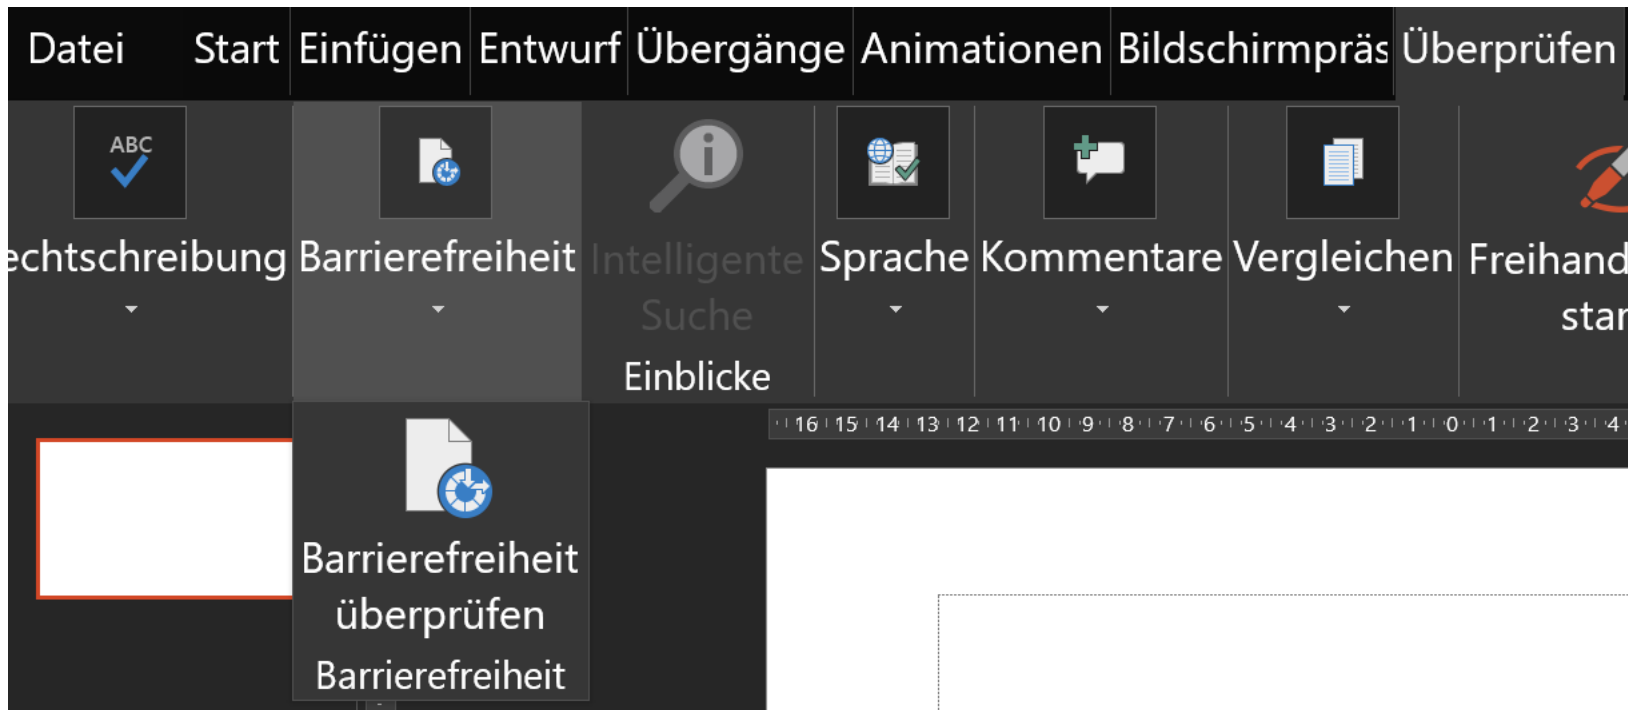 Datei Start Einfügen Entwurf Übergänge Animationen Bildschirmpräs Überprüfen
ABC
echtschreibung Barrierefreiheit Intelligente Sprache Kommentare Vergleichen Freihand
Suche star
Einblicke
16 15 14 13 12 11 10 9 8 7 6 5 4 3 2 1 0 1 2 3 4
Barrierefreiheit
überprüfen
Barrierefreiheit